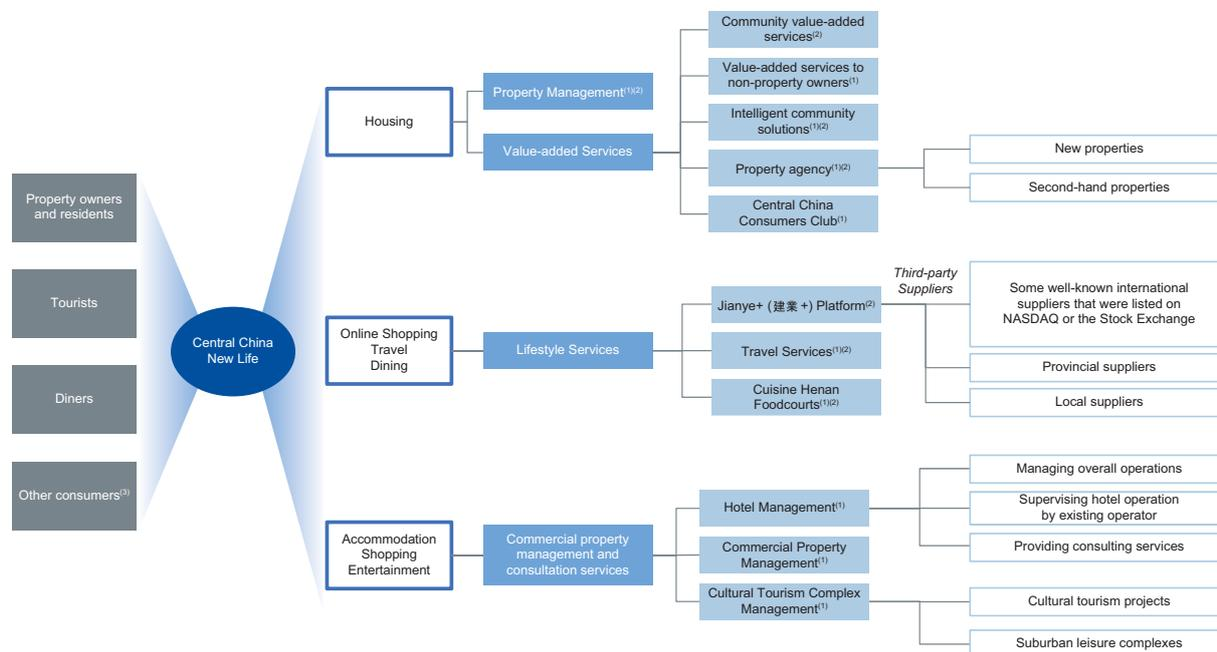 Property owners
and residents
Tourists
Diners
Other consumers(3)
Central China
New Life
Housing
Property Management(1)(2)
Value-added Services
Community value-added
services(2)
Value-added services to
non-property owners(1)
Intelligent community
solutions(1)(2)
Property agency(1)(2)
Central China
Consumers Club(1)
New properties
Second-hand properties
Online Shopping
Travel
Dining
Lifestyle Services
Jianye+ (建業+) Platform(2)
Travel Services(1)(2)
Cuisine Henan
Foodcourts(1)(2)
Third-party
Suppliers
Some well-known international
suppliers that were listed on
NASDAQ or the Stock Exchange
Provincial suppliers
Local suppliers
Accommodation
Shopping
Entertainment
Commercial property
management and
consultation services
Hotel Management(1)
Commercial Property
Management(1)
Cultural Tourism Complex
Management(1)
Managing overall operations
Supervising hotel operation
by existing operator
Providing consulting services
Cultural tourism projects
Suburban leisure complexes